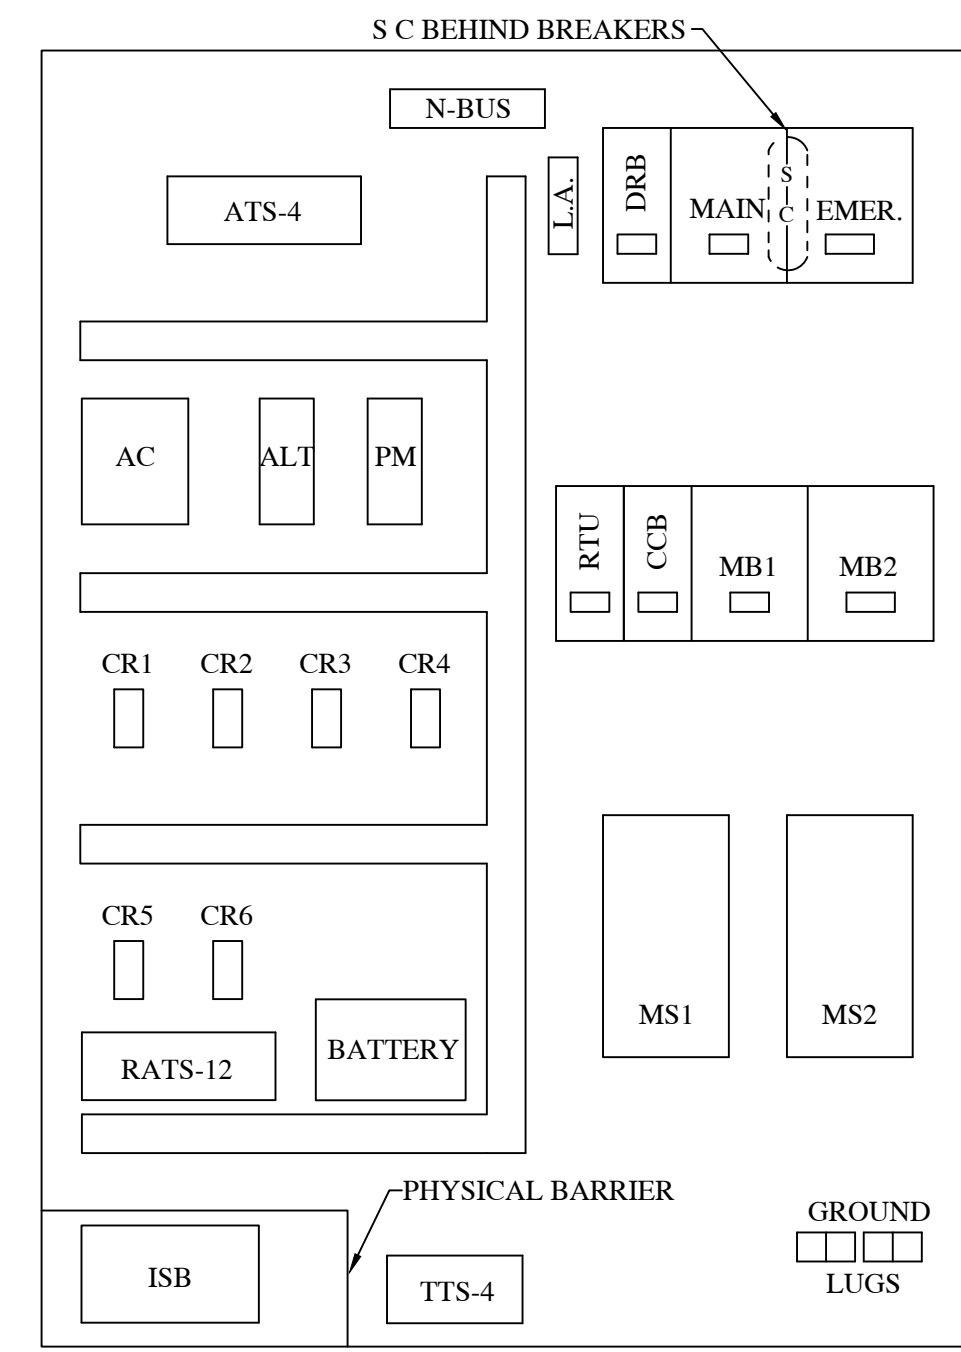 S C BEHIND BREAKERS
N-BUS
ATS-4
L.A.
DRB
MAIN
S
C
EMER.
AC
ALT
PM
RTU
CCB
MB1
MB2
CR1
CR2
CR3
CR4
CR5
CR6
RATS-12
BATTERY
MS1
MS2
PHYSICAL BARRIER
ISB
TTS-4
GROUND
LUGS